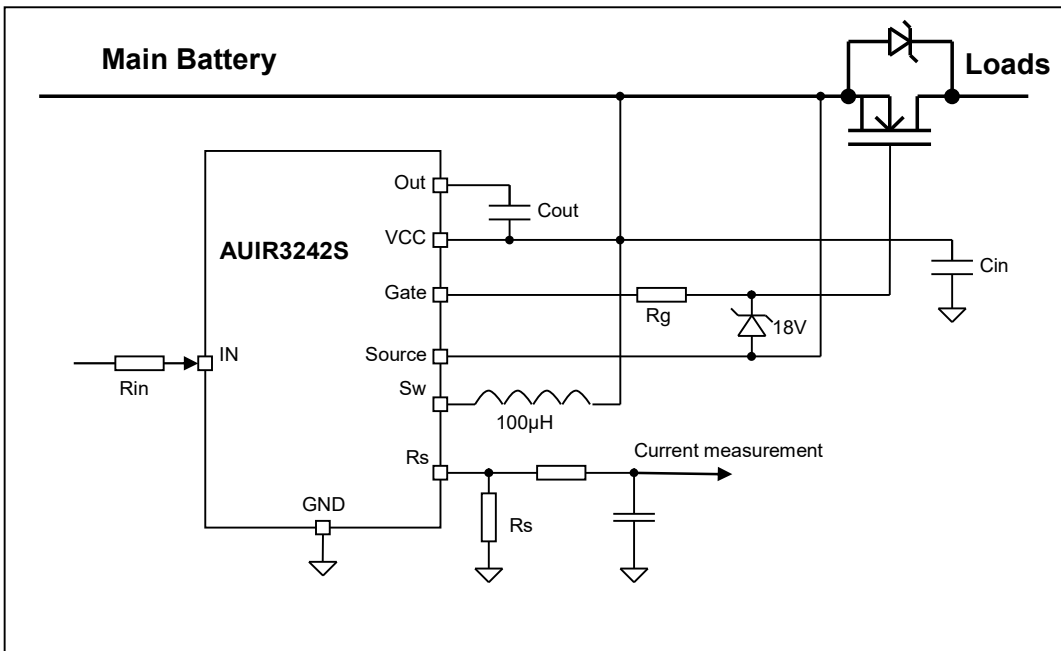 Main Battery
Loads
Out
Cout
VCC
AUIR3242S
Cin
Gate
Rg
18V
IN
Source
Rin
Sw
100µH
Rs
Current measurement
GND
Rs